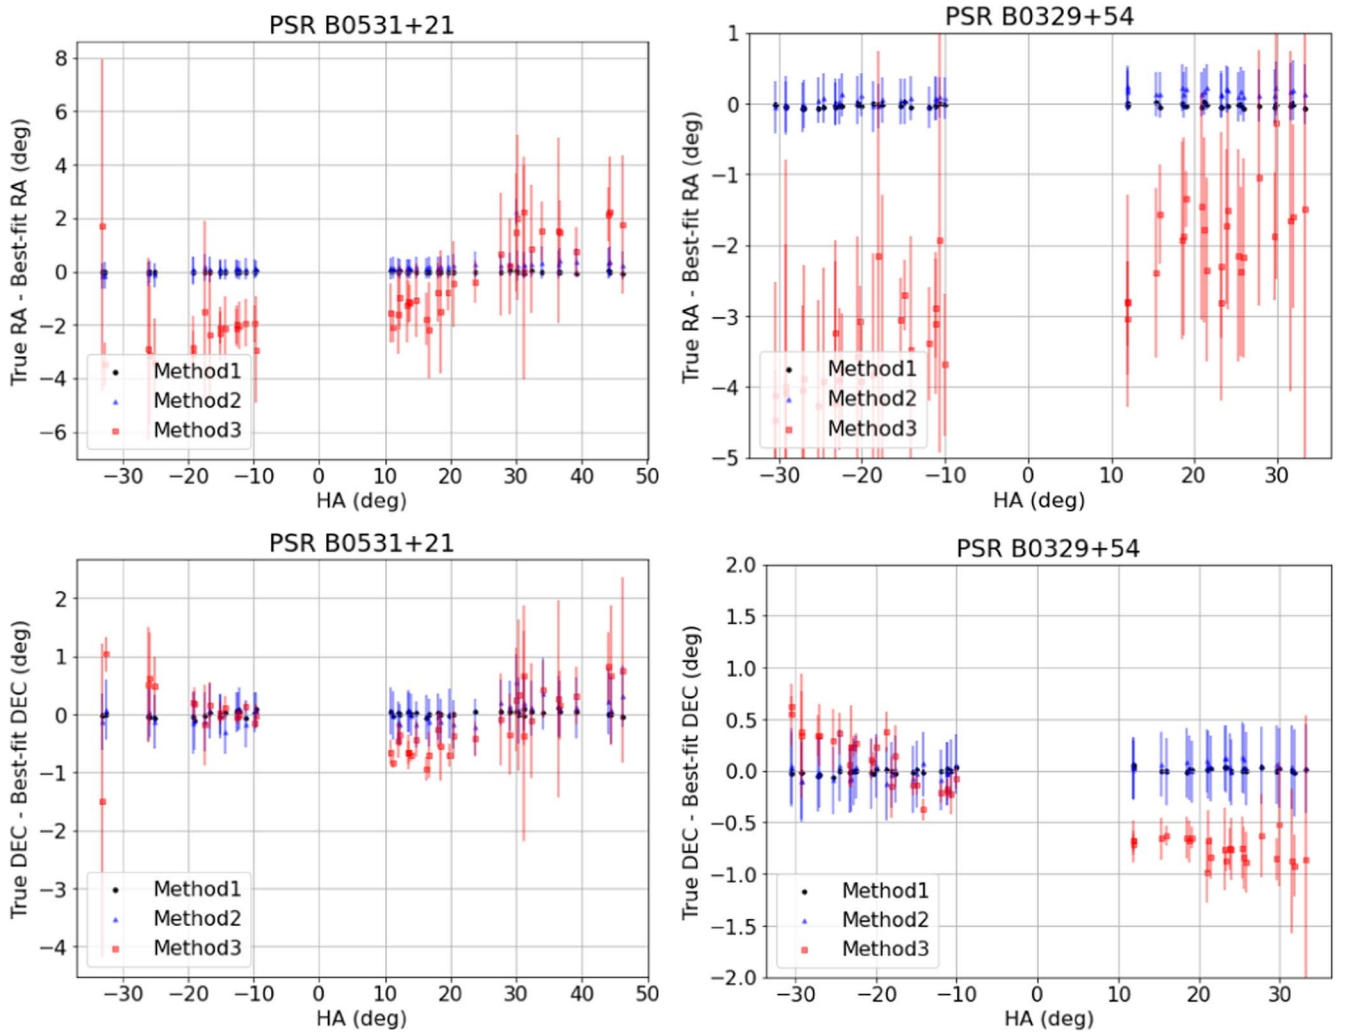 PSR B0531+21
True RA - Best-fit RA (deg)
8
6
4
2
0
−2
−4
−6
Method1
Method2
Method3
−30 −20 −10 0 10 20 30 40 50
HA (deg)
PSR B0329+54
True RA - Best-fit RA (deg)
1
0
−1
−2
−3
−4
−5
Method1
Method2
Method3
−30 −20 −10 0 10 20 30
HA (deg)
PSR B0531+21
True DEC - Best-fit DEC (deg)
2
1
0
−1
−2
−3
−4
Method1
Method2
Method3
−30 −20 −10 0 10 20 30 40 50
HA (deg)
PSR B0329+54
True DEC - Best-fit DEC (deg)
2.0
1.5
1.0
0.5
0.0
−0.5
−1.0
−1.5
−2.0
Method1
Method2
Method3
−30 −20 −10 0 10 20 30
HA (deg)